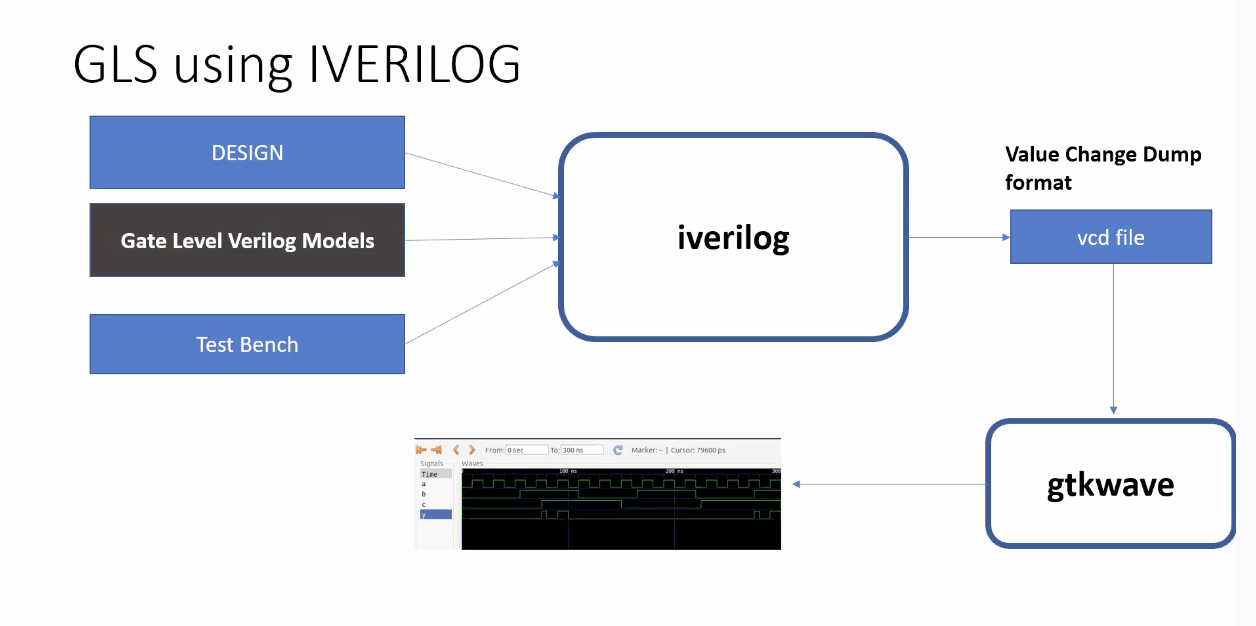 GLS using IVERILOG
DESIGN
Gate Level Verilog Models
Test Bench
iverilog
Value Change Dump
format
vcd file
gtkwave
From: 0 sec To: 300 ns Marker: -- | Cursor: 79600 ps
Signals Waves
Time
100 ns 200 ns 300
a
b
c
y